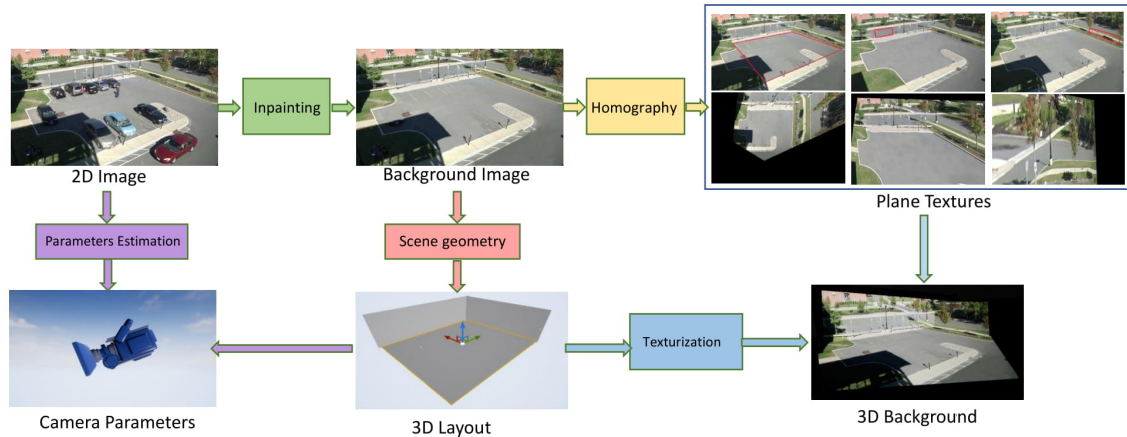 Inpainting
Homography
2D Image
Background Image
Plane Textures
Parameters Estimation
Scene geometry
Texturization
Camera Parameters
3D Layout
3D Background